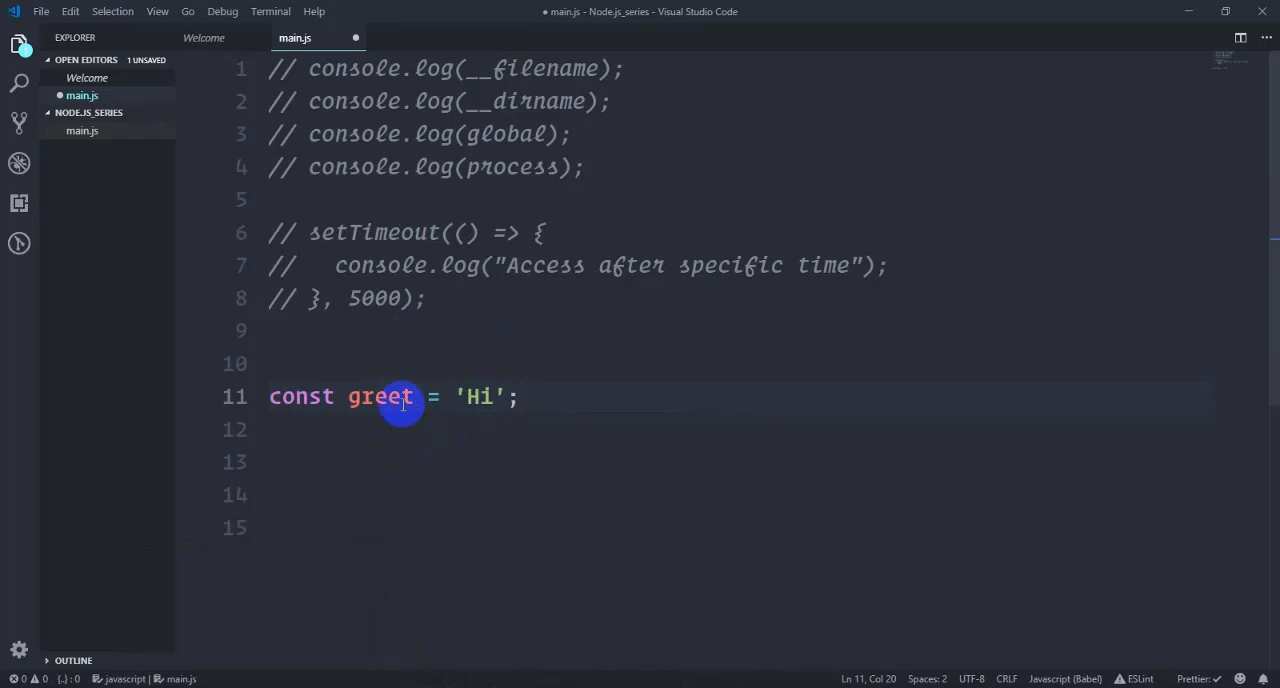 File Edit Selection View Go Debug Terminal Help
● main.js - Node.js_series - Visual Studio Code
EXPLORER
Welcome
main.js
OPEN EDITORS 1 UNSAVED
Welcome
main.js
NODE.JS_SERIES
main.js
1 // console.log(__filename);
2 // console.log(__dirname);
3 // console.log(global);
4 // console.log(process);
5
6 // setTimeout(() => {
7 //   console.log("Access after specific time");
8 // }, 5000);
9
10
11 const greet = 'Hi';
12
13
14
15
OUTLINE
0 0 {..} : 0 javascript | main.js
Ln 11, Col 20 Spaces: 2 UTF-8 CRLF Javascript (Babel) ESLint Prettier: ✓